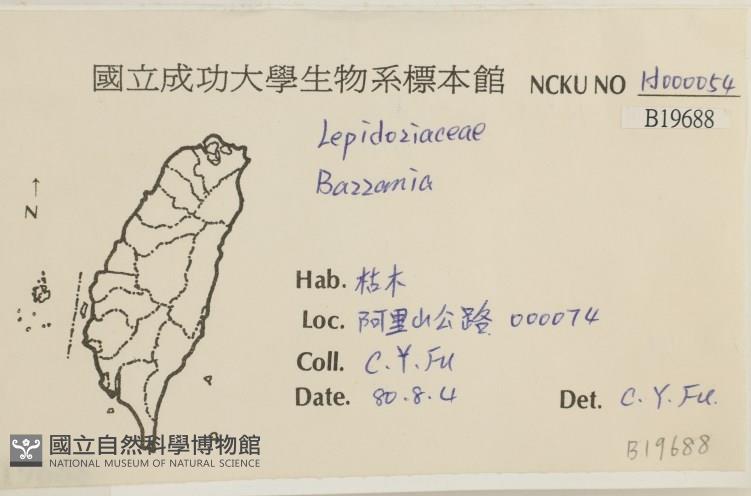 國立成功大學生物系標本館 NCKU NO H000054
B19688
Lepidoziaceae
Bazzania
↑
N
Hab. 枯木
Loc. 阿里山公路 000074
Coll. C.Y.Fu
Date. 80.8.4 Det. C.Y.Fu.
B19688
國立自然科學博物館
NATIONAL MUSEUM OF NATURAL SCIENCE